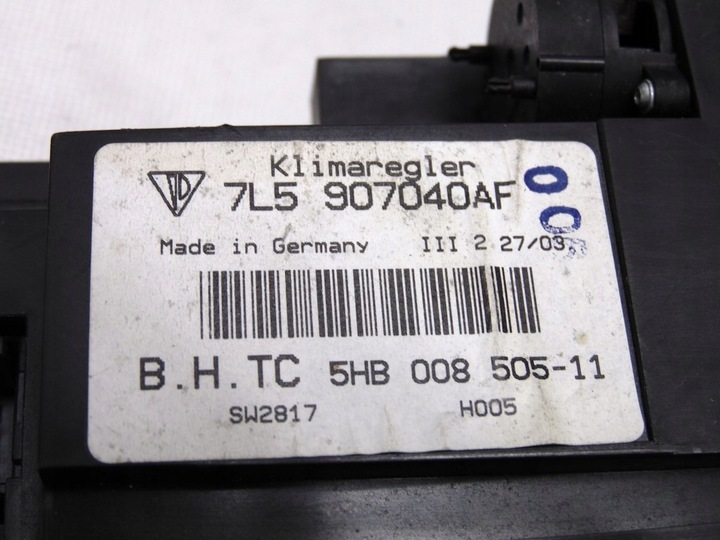 Klimaregler
7L5 907040AF
Made in Germany III 2 27/03
B.H.TC 5HB 008 505-11
SW2817 H005